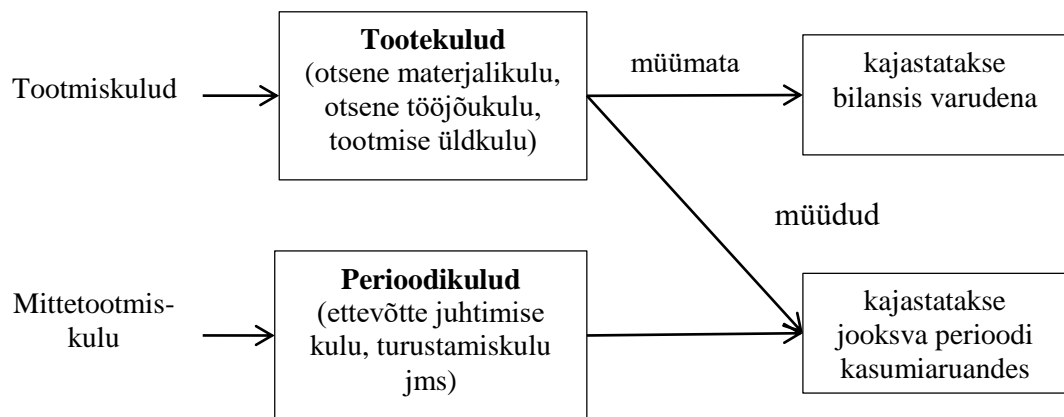 Tootmiskulud
Tootekulud
(otsene materjalikulu,
otsene tööjõukulu,
tootmise üldkulu)
müümata
kajastatakse
bilansis varudena
müüdud
Mittetootmis-
kulu
Perioodikulud
(ettevõtte juhtimise
kulu, turustamiskulu
jms)
kajastatakse
jooksva perioodi
kasumiaruandes